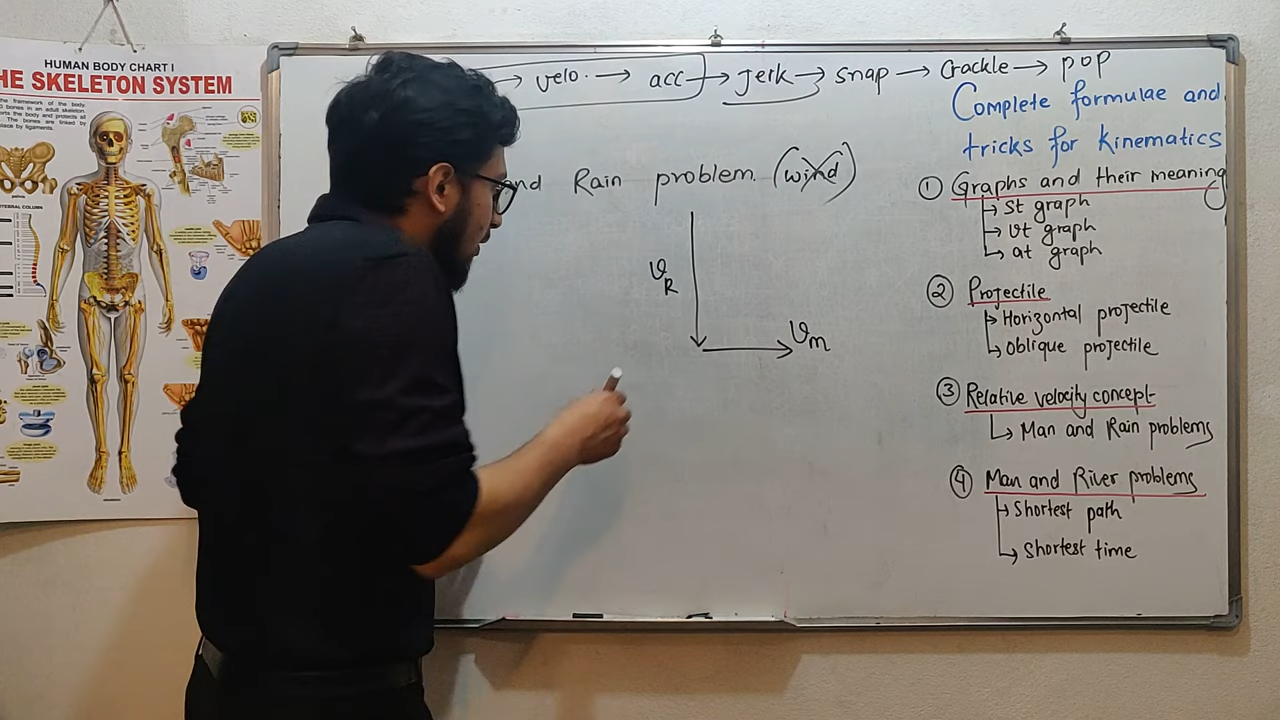 HUMAN BODY CHART I
HE SKELETON SYSTEM
→ velo. → acc → Jerk → snap → Crackle → pop
nd Rain problem (wind)
v_R
v_m
Complete formulae and
tricks for Kinematics
① Graphs and their meaning
↳ st graph
↳ vt graph
↳ at graph
② Projectile
↳ Horizontal projectile
↳ oblique projectile
③ Relative velocity concept
↳ Man and Rain problems
④ Man and River problems
↳ Shortest path
↳ Shortest time